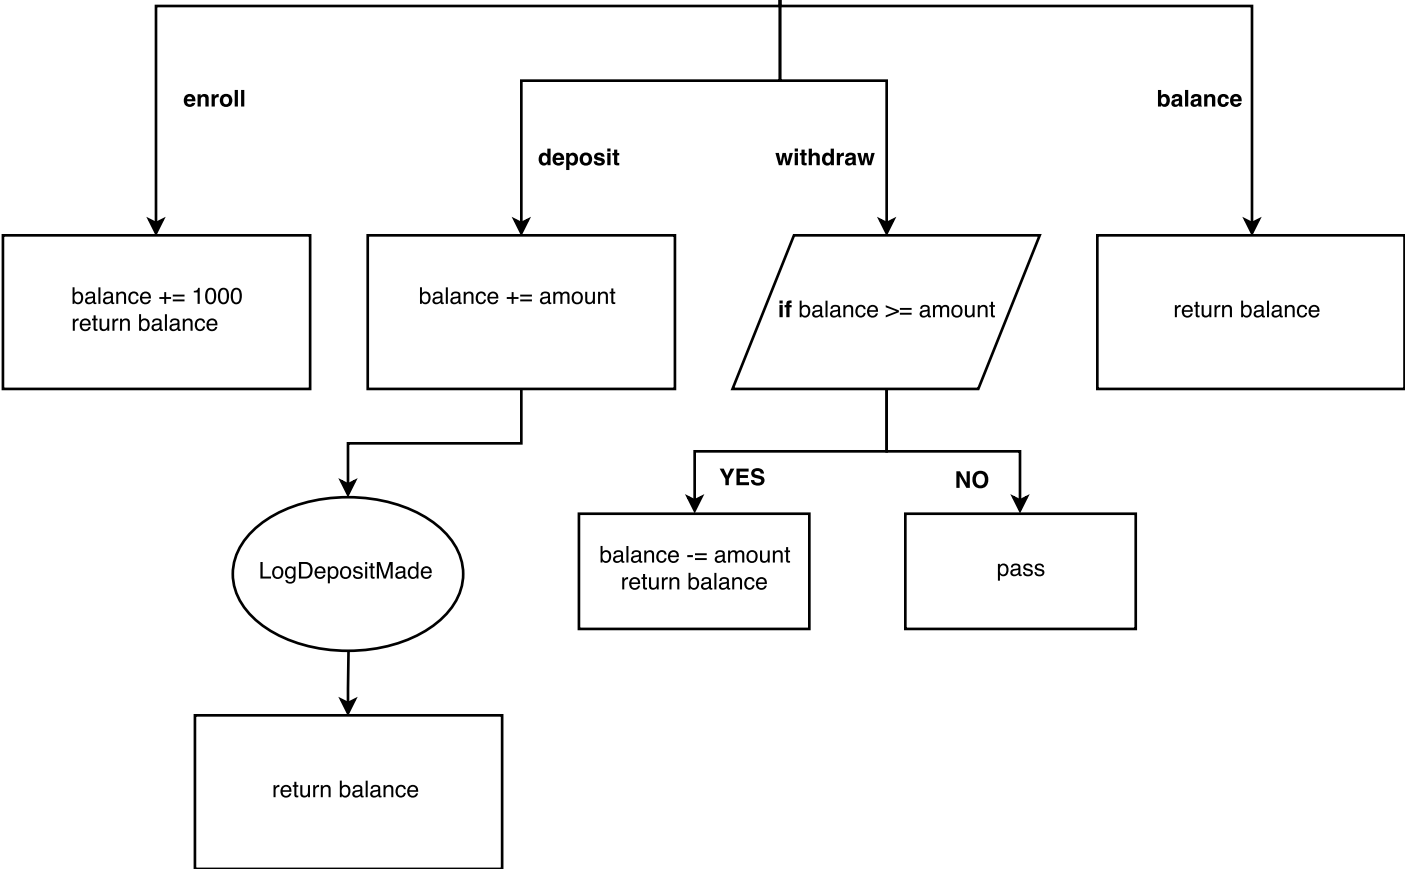 enroll
balance
deposit
withdraw
balance += 1000
return balance
balance += amount
if balance >= amount
return balance
YES
NO
balance -= amount
return balance
pass
LogDepositMade
return balance